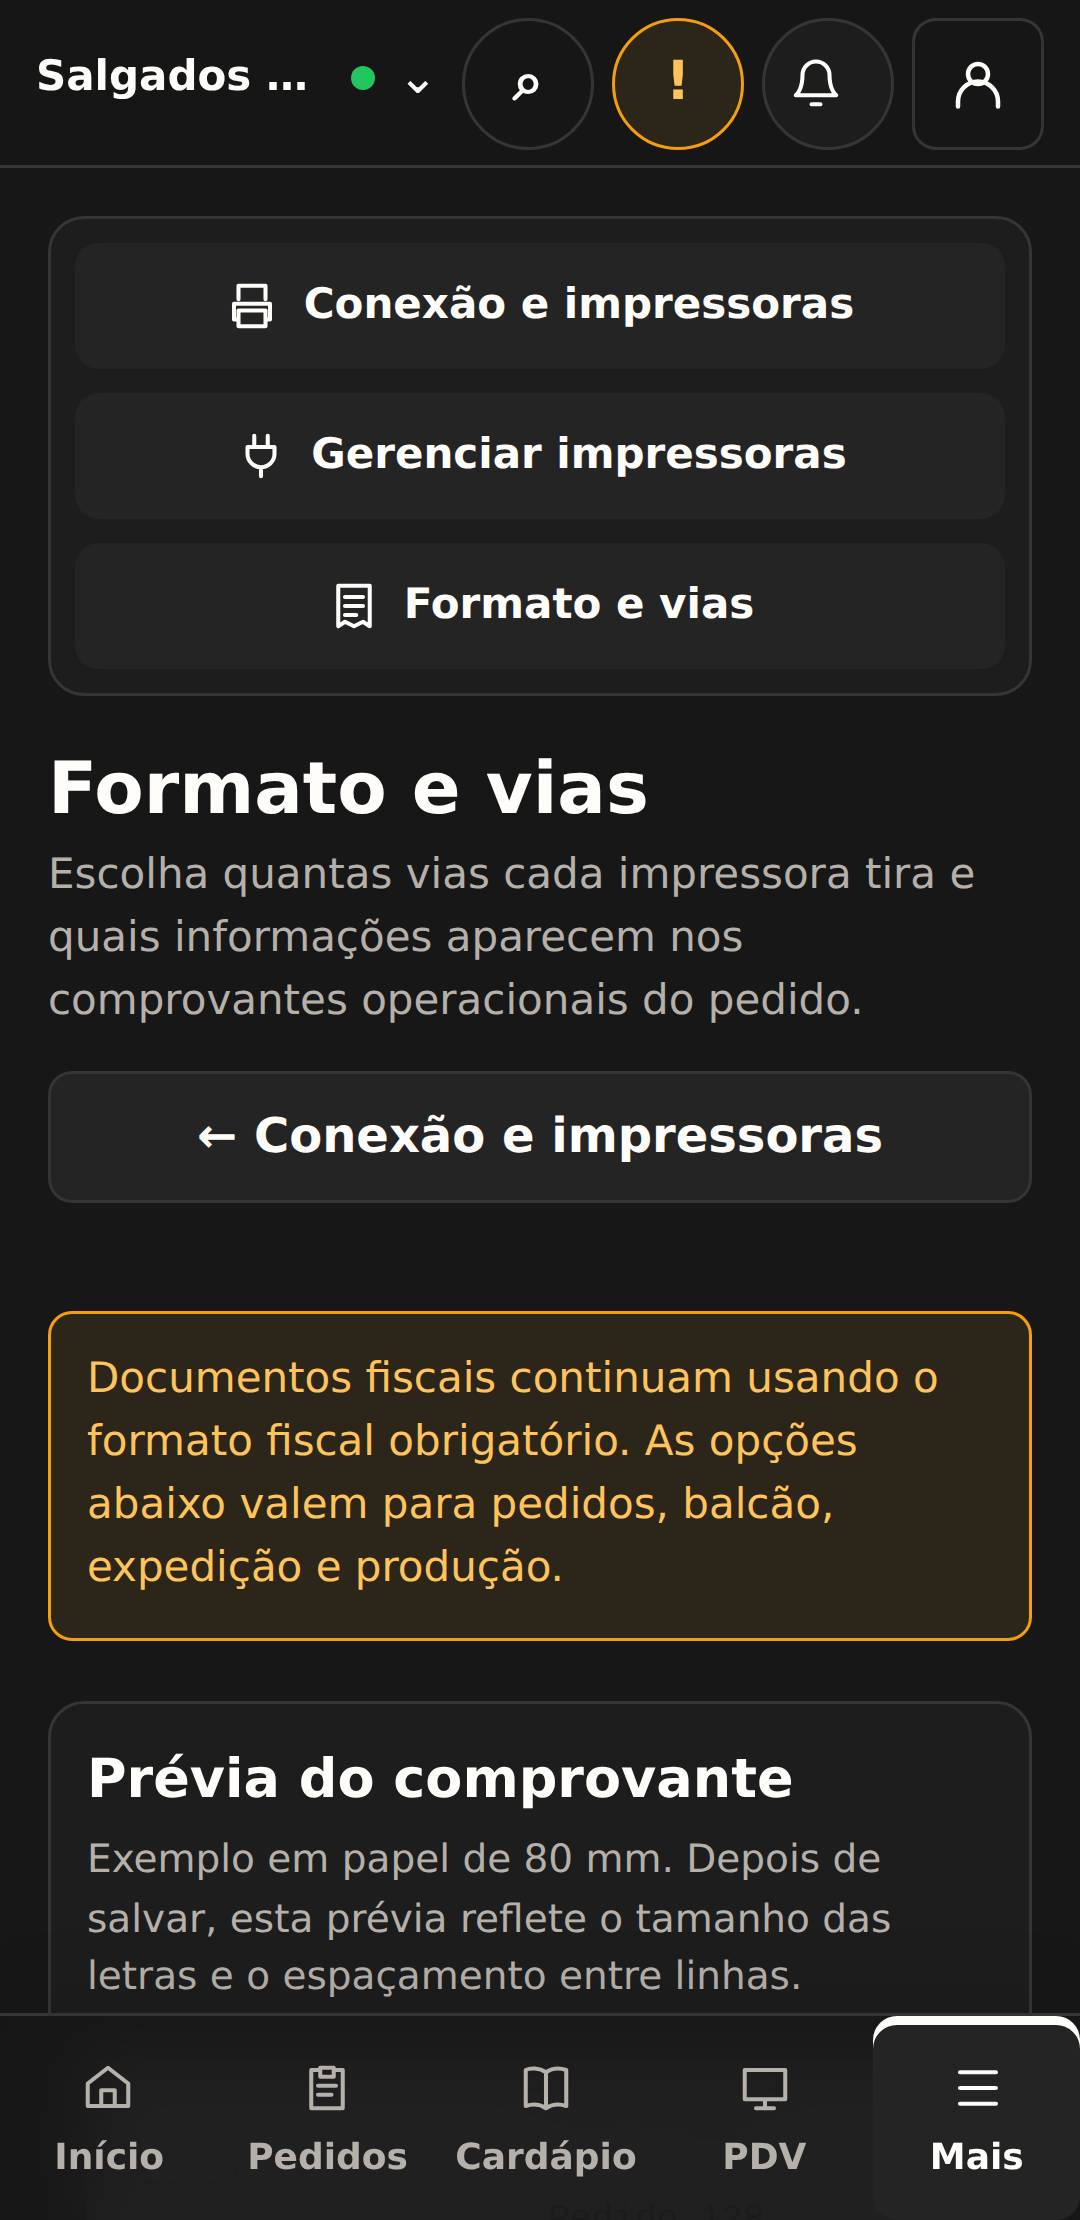 Salgados ...
!
Conexão e impressoras
Gerenciar impressoras
Formato e vias
Formato e vias
Escolha quantas vias cada impressora tira e
quais informações aparecem nos
comprovantes operacionais do pedido.
← Conexão e impressoras
Documentos fiscais continuam usando o
formato fiscal obrigatório. As opções
abaixo valem para pedidos, balcão,
expedição e produção.
Prévia do comprovante
Exemplo em papel de 80 mm. Depois de
salvar, esta prévia reflete o tamanho das
letras e o espaçamento entre linhas.
Início Pedidos Cardápio PDV Mais